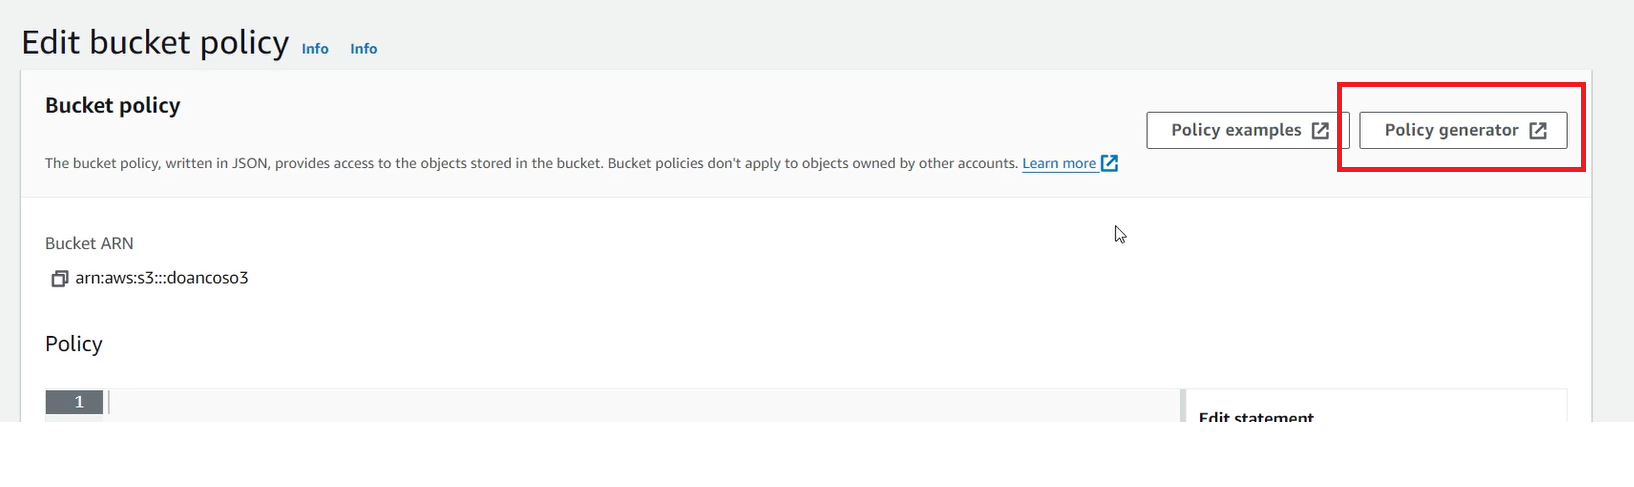 Edit bucket policy Info Info
Bucket policy
Policy examples
Policy generator
The bucket policy, written in JSON, provides access to the objects stored in the bucket. Bucket policies don't apply to objects owned by other accounts. Learn more
Bucket ARN
arn:aws:s3:::doancoso3
Policy
1
Edit statement